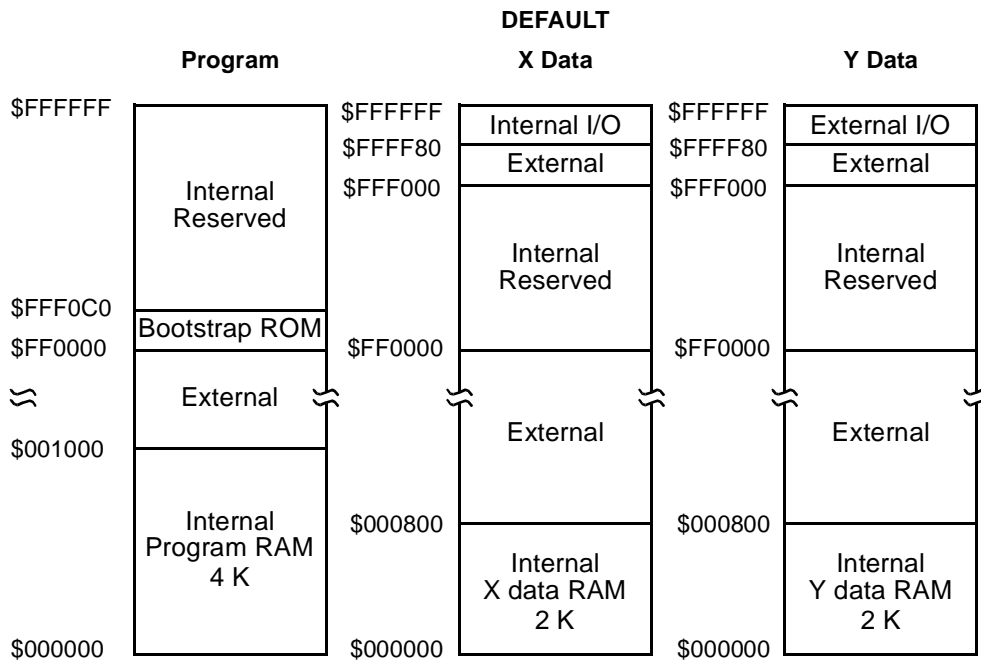 DEFAULT
Program
X Data
Y Data
$FFFFFF
Internal
Reserved
$FFF0C0
Bootstrap ROM
$FF0000
External
$001000
Internal
Program RAM
4 K
$000000
$FFFFFF
Internal I/O
$FFFF80
External
$FFF000
Internal
Reserved
$FF0000
External
$000800
Internal
X data RAM
2 K
$000000
$FFFFFF
External I/O
$FFFF80
External
$FFF000
Internal
Reserved
$FF0000
External
$000800
Internal
Y data RAM
2 K
$000000